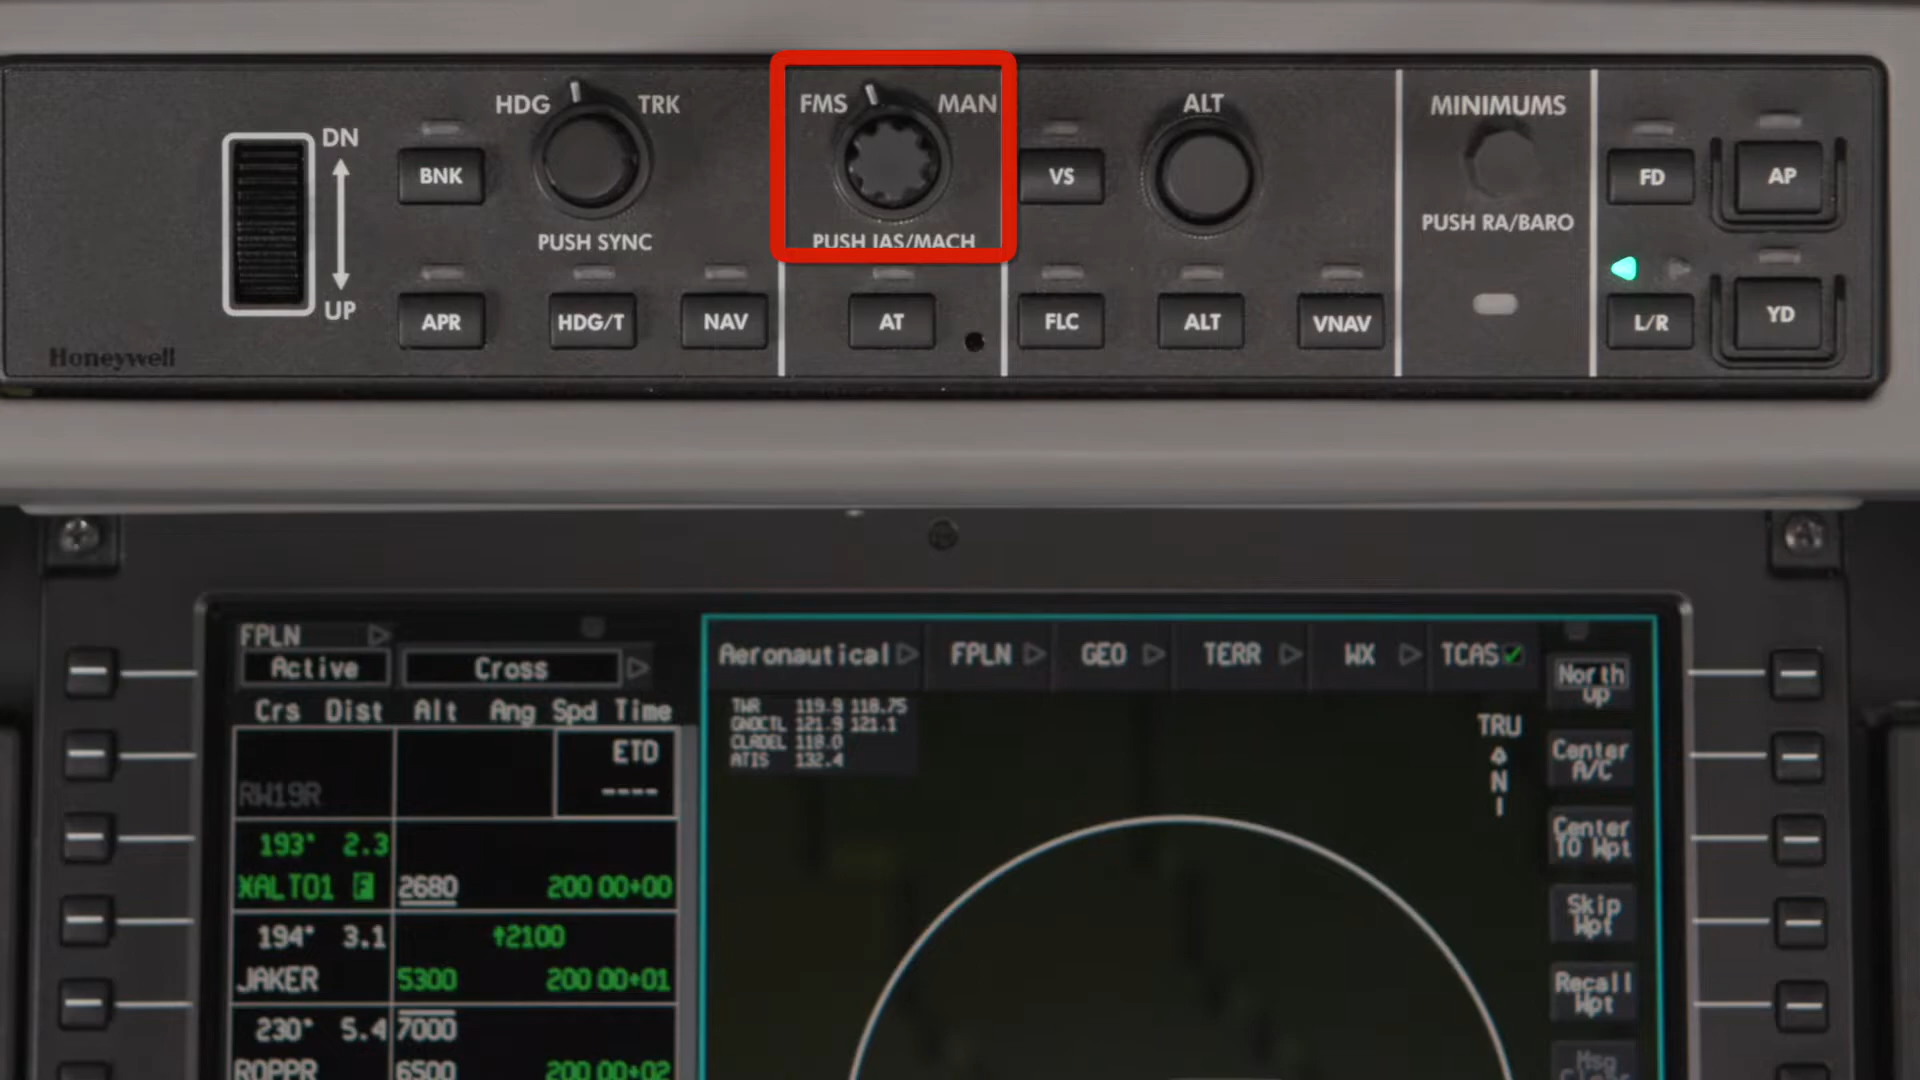 HDG TRK FMS MAN ALT MINIMUMS
DN
BNK VS FD AP
PUSH SYNC PUSH IAS/MACH PUSH RA/BARO
UP
APR HDG/T NAV AT FLC ALT VNAV L/R YD
Honeywell
FPLN
Active Cross
Crs Dist Alt Ang Spd Time
ETD
RW19R ----
193° 2.3
XALTO1 F 2680 200 00+00
194° 3.1 ↑2100
JAKER 5300 200 00+01
230° 5.4 7000
ROPPR 6500 200 00+02
Aeronautical FPLN GEO TERR WX TCAS
TWR 119.9 118.75
GNDCTL 121.9 121.1
CLRDEL 118.0
ATIS 132.4
TRU
N
North
Up
Center
A/C
Center
TO Wpt
Skip
Wpt
Recall
Wpt
Msg